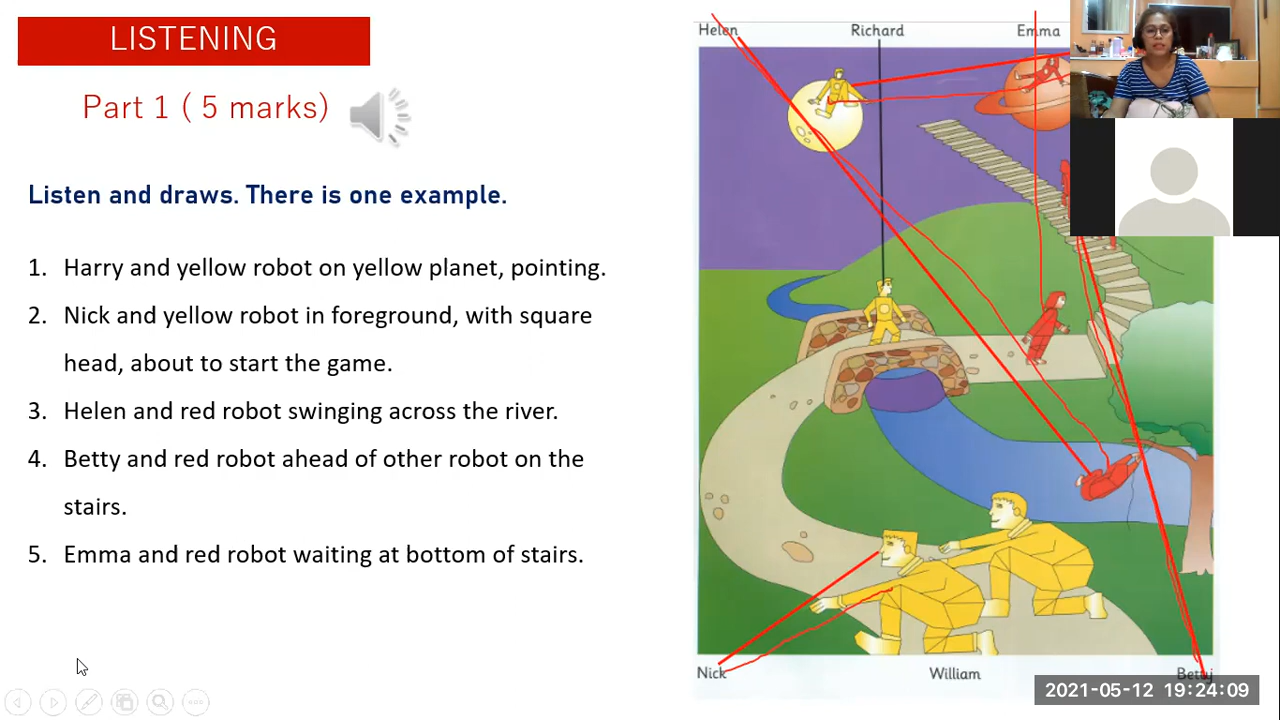 LISTENING
Part 1 ( 5 marks)
Listen and draws. There is one example.
1. Harry and yellow robot on yellow planet, pointing.
2. Nick and yellow robot in foreground, with square
head, about to start the game.
3. Helen and red robot swinging across the river.
4. Betty and red robot ahead of other robot on the
stairs.
5. Emma and red robot waiting at bottom of stairs.
Helen Richard Emma
Nick William Betty
2021-05-12 19:24:09